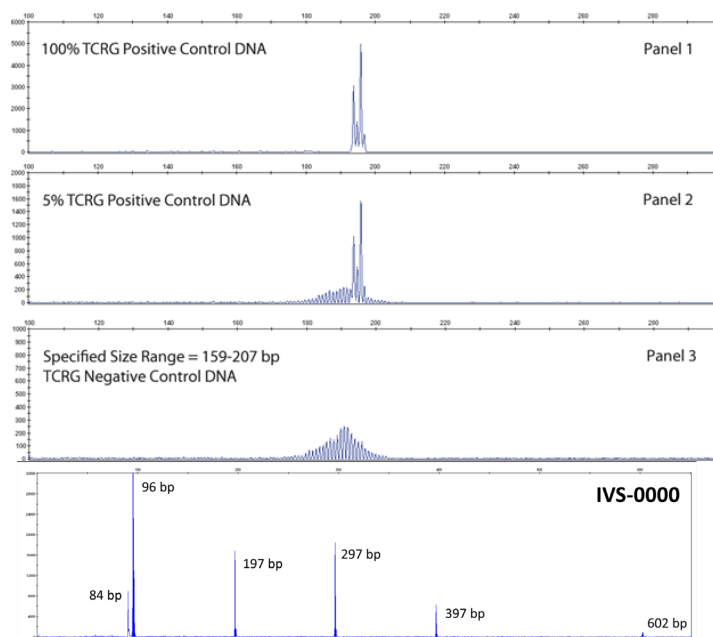 100 120 140 160 180 200 220 240 260 280
6000
5000
4000
3000
2000
1000
0
100% TCRG Positive Control DNA
Panel 1
100 120 140 160 180 200 220 240 260 280
2000
1800
1600
1400
1200
1000
800
600
400
200
0
5% TCRG Positive Control DNA
Panel 2
100 120 140 160 180 200 220 240 260 280
1000
900
800
700
600
500
400
300
200
100
0
Specified Size Range = 159-207 bp
TCRG Negative Control DNA
Panel 3
IVS-0000
96 bp
84 bp
197 bp
297 bp
397 bp
602 bp